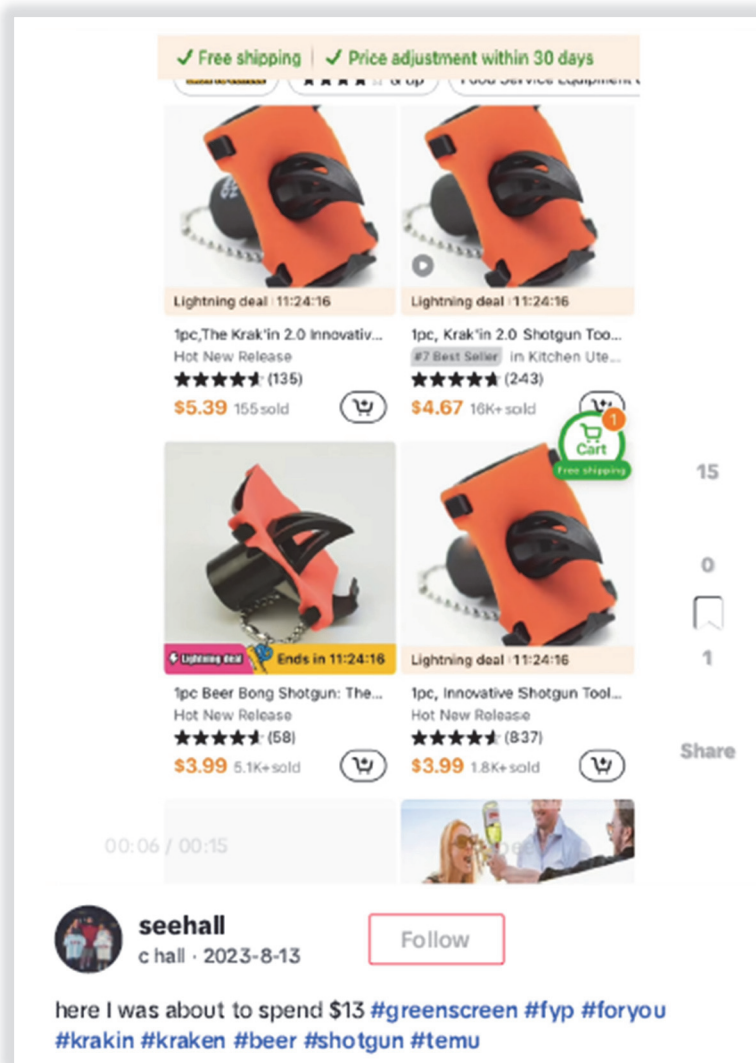 ✓ Free shipping | ✓ Price adjustment within 30 days
& up
Food Service Equipment
Lightning deal | 11:24:16
Lightning deal | 11:24:16
1pc,The Krak'in 2.0 Innovativ...
Hot New Release
(135)
$5.39 155 sold
1pc, Krak'in 2.0 Shotgun Too...
#7 Best Seller in Kitchen Ute...
(243)
$4.67 16K+ sold
1
Cart
Free shipping
Lightning deal Ends in 11:24:16
Lightning deal | 11:24:16
1pc Beer Bong Shotgun: The...
Hot New Release
(58)
$3.99 5.1K+ sold
1pc, Innovative Shotgun Tool...
Hot New Release
(837)
$3.99 1.8K+ sold
15
0
1
Share
00:06 / 00:15
seehall
c hall · 2023-8-13
Follow
here I was about to spend $13 #greenscreen #fyp #foryou
#krakin #kraken #beer #shotgun #temu